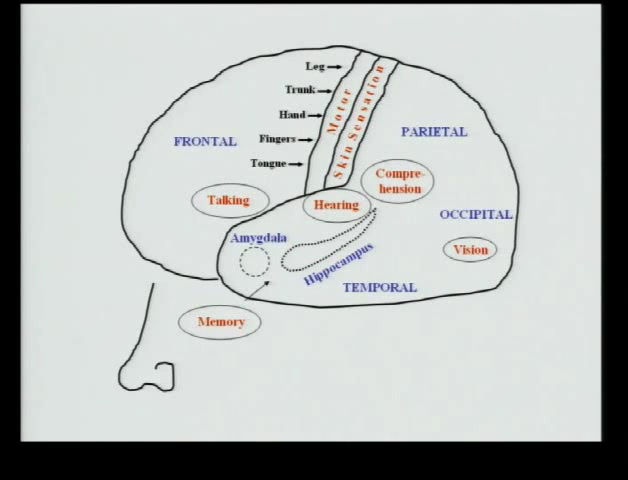 Leg
Trunk
Hand
Fingers
Tongue
Motor
Skin Sensation
FRONTAL
PARIETAL
Talking
Hearing
Compre-
hension
OCCIPITAL
Vision
Amygdala
Hippocampus
TEMPORAL
Memory